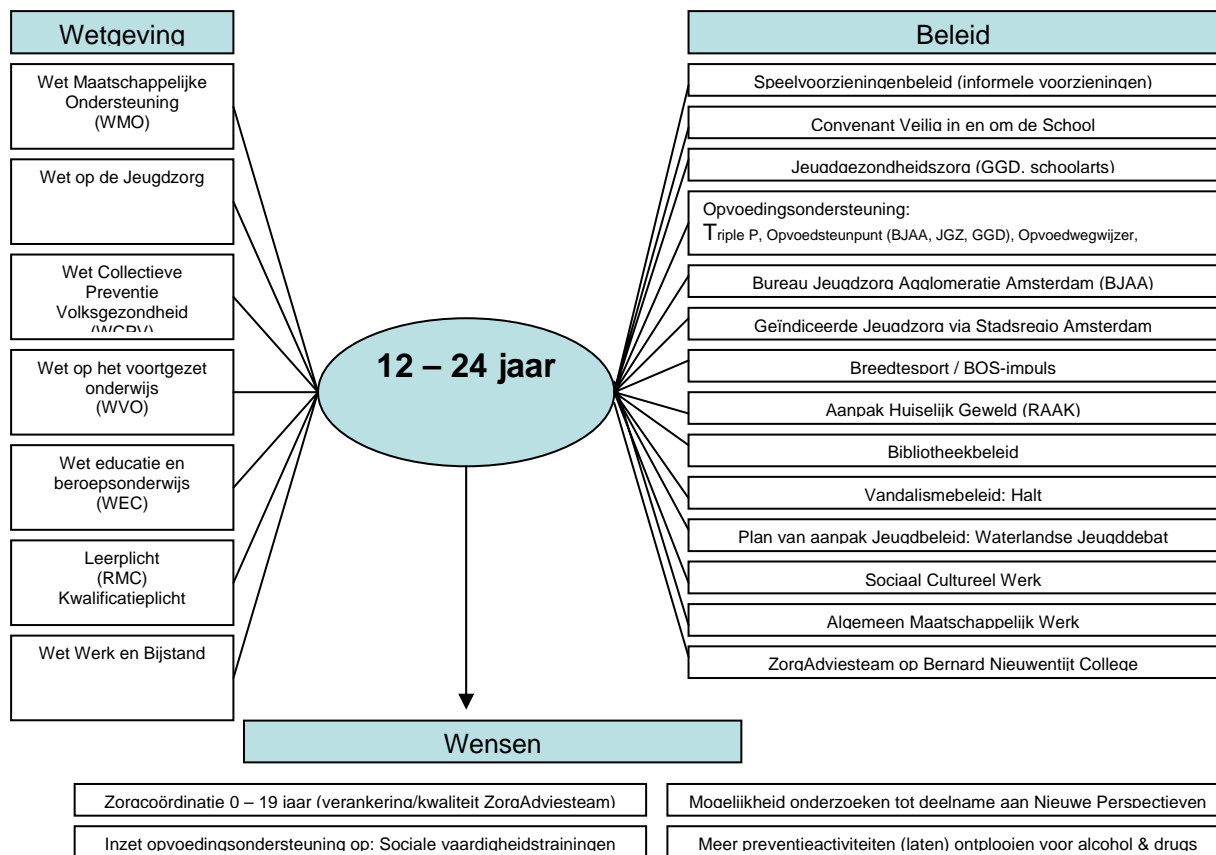 Wetgeving
Wet Maatschappelijke
Ondersteuning
(WMO)
Wet op de Jeugdzorg
Wet Collectieve
Preventie
Volksgezondheid
(WCPV)
Wet op het voortgezet
onderwijs
(WVO)
Wet educatie en
beroepsonderwijs
(WEC)
Leerplicht
(RMC)
Kwalificatieplicht
Wet Werk en Bijstand
12 – 24 jaar
Beleid
Speelvoorzieningenbeleid (informele voorzieningen)
Convenant Veilig in en om de School
Jeugdgezondheidszorg (GGD, schoolarts)
Opvoedingsondersteuning:
Triple P, Opvoedsteunpunt (BJAA, JGZ, GGD), Opvoedwegwijzer,
Bureau Jeugdzorg Agglomeratie Amsterdam (BJAA)
Geïndiceerde Jeugdzorg via Stadsregio Amsterdam
Breedtesport / BOS-impuls
Aanpak Huiselijk Geweld (RAAK)
Bibliotheekbeleid
Vandalismebeleid: Halt
Plan van aanpak Jeugdbeleid: Waterlandse Jeugddebat
Sociaal Cultureel Werk
Algemeen Maatschappelijk Werk
ZorgAdviesteam op Bernard Nieuwentijt College
Wensen
Zorgcoördinatie 0 – 19 jaar (verankering/kwaliteit ZorgAdviesteam)
Mogelijkheid onderzoeken tot deelname aan Nieuwe Perspectieven
Inzet opvoedingsondersteuning op: Sociale vaardigheidstrainingen
Meer preventieactiviteiten (laten) ontplooien voor alcohol & drugs